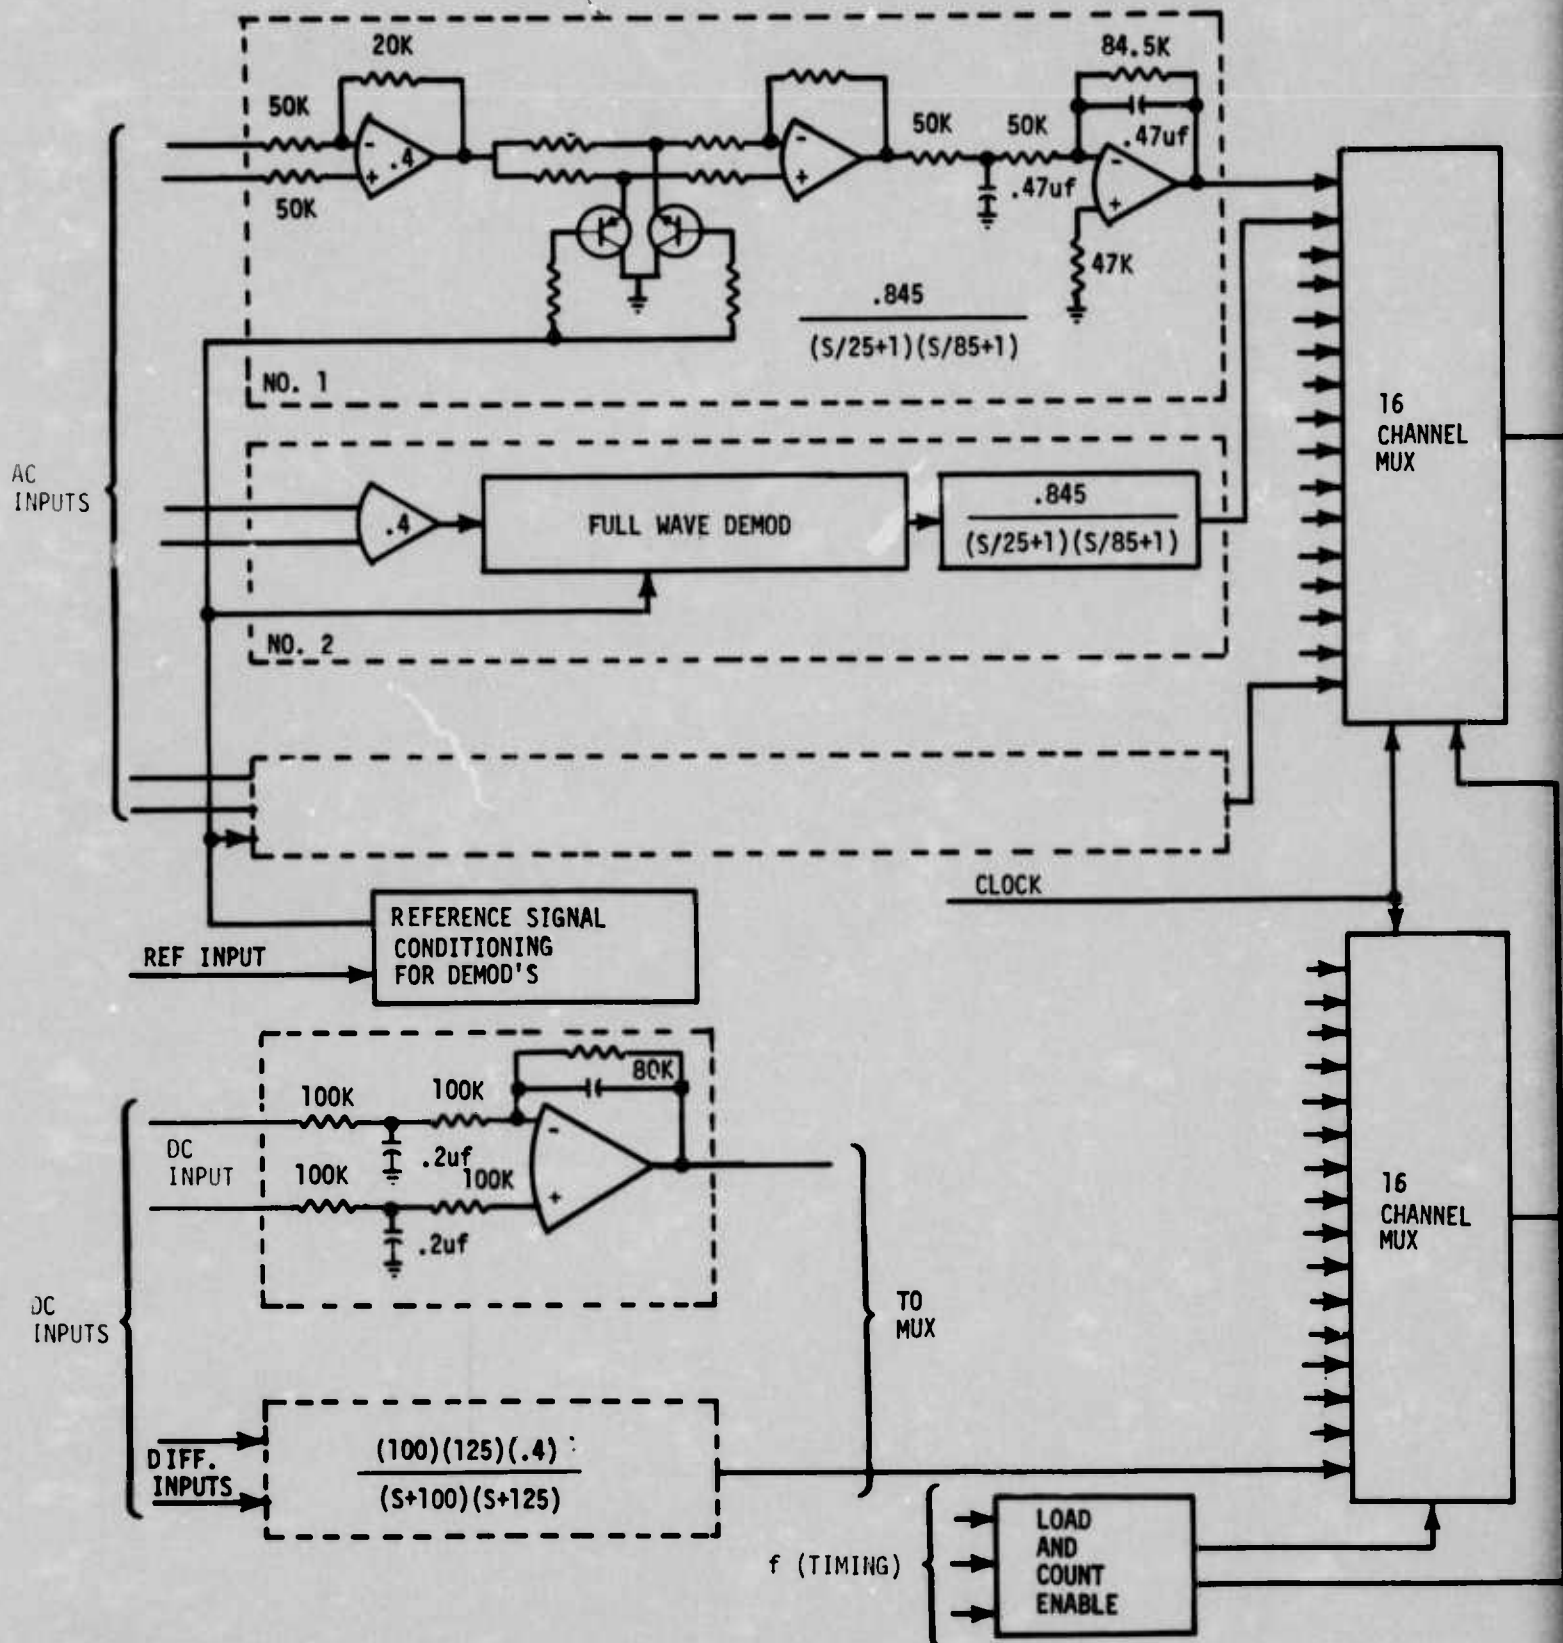 20K
84.5K
50K
-
.4
+
50K
-
+
50K
50K
.47uf
.47uf
-
+
47K
.845
(S/25+1)(S/85+1)
NO. 1
AC
INPUTS
.4
FULL WAVE DEMOD
.845
(S/25+1)(S/85+1)
NO. 2
16
CHANNEL
MUX
CLOCK
REFERENCE SIGNAL
CONDITIONING
FOR DEMOD'S
REF INPUT
80K
100K
100K
-
DC
INPUT
.2uf
100K
100K
+
.2uf
DC
INPUTS
TO
MUX
16
CHANNEL
MUX
DIFF.
INPUTS
(100)(125)(.4)
(S+100)(S+125)
f (TIMING)
LOAD
AND
COUNT
ENABLE